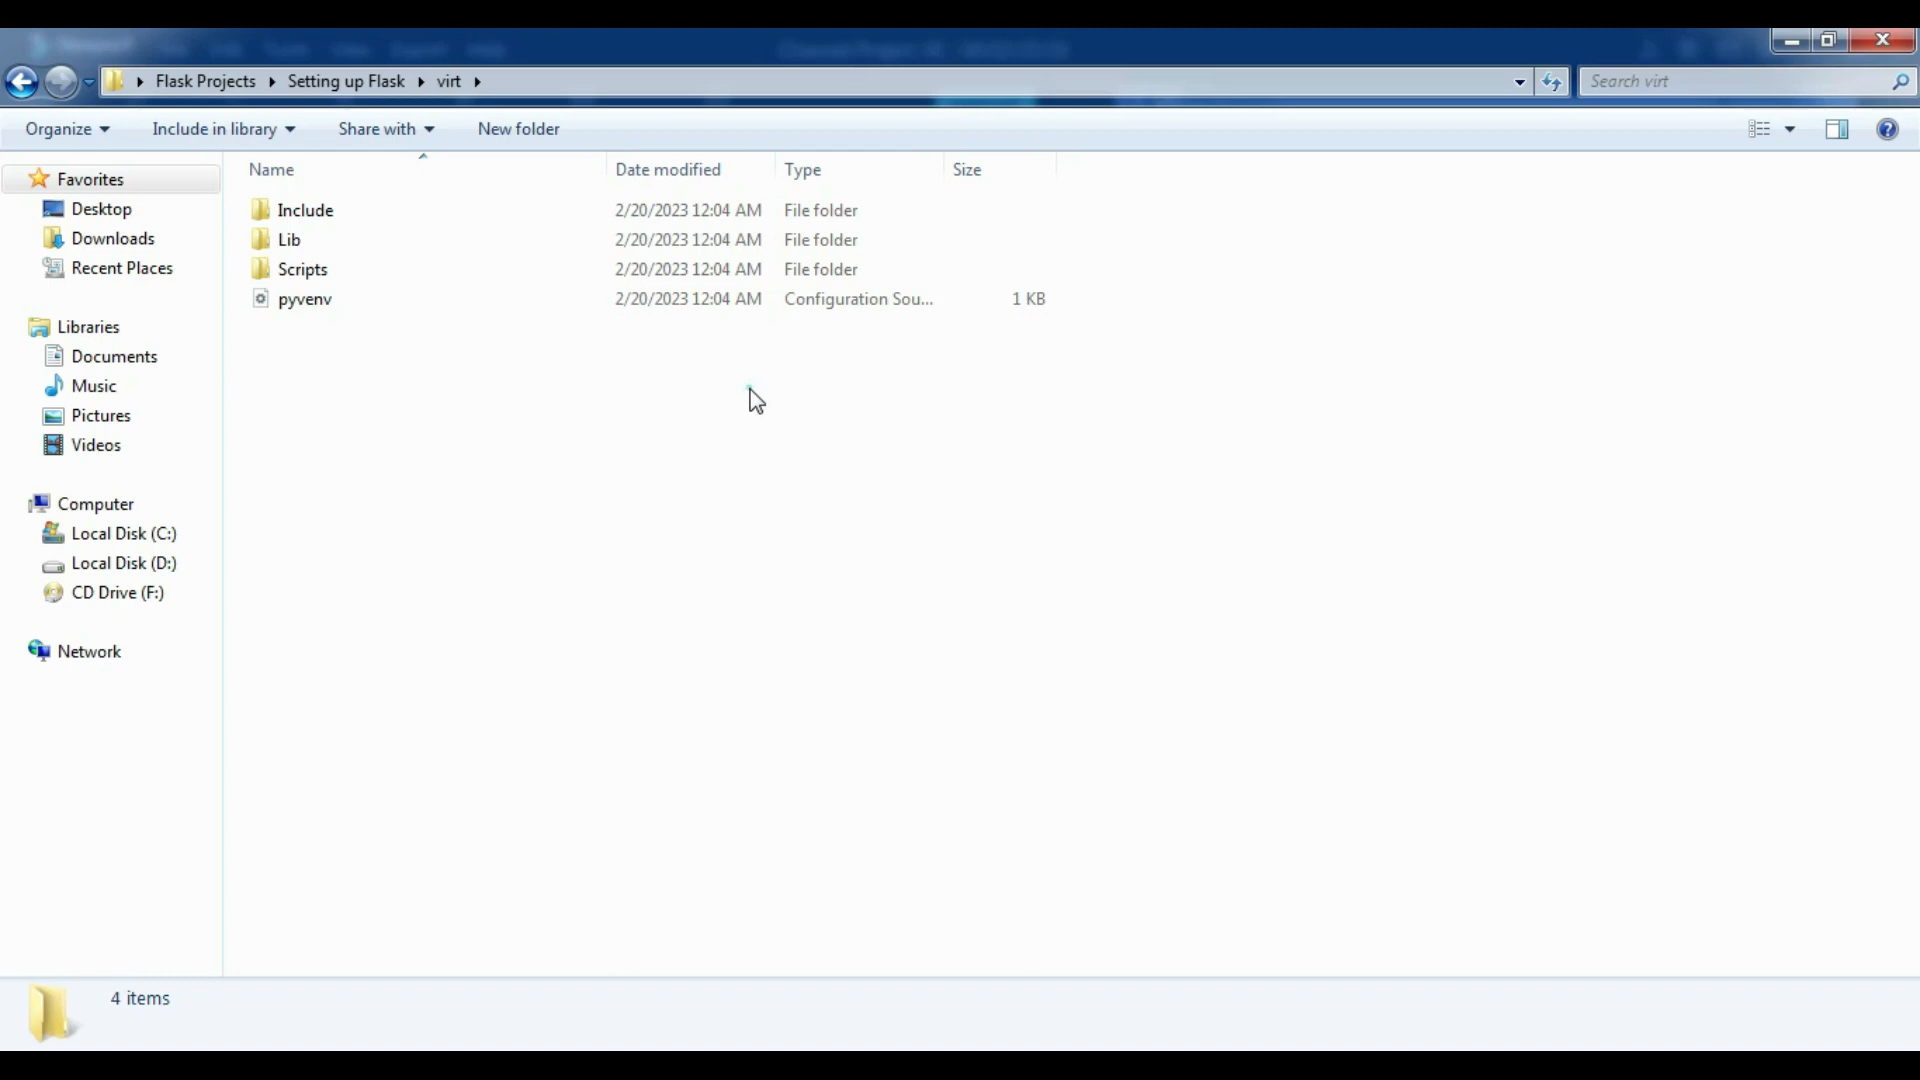 Flask Projects Setting up Flask virt
Search virt
Organize Include in library Share with New folder
Name Date modified Type Size
Favorites
Desktop
Downloads
Recent Places
Libraries
Documents
Music
Pictures
Videos
Computer
Local Disk (C:)
Local Disk (D:)
CD Drive (F:)
Network
Include 2/20/2023 12:04 AM File folder
Lib 2/20/2023 12:04 AM File folder
Scripts 2/20/2023 12:04 AM File folder
pyvenv 2/20/2023 12:04 AM Configuration Sou... 1 KB
4 items